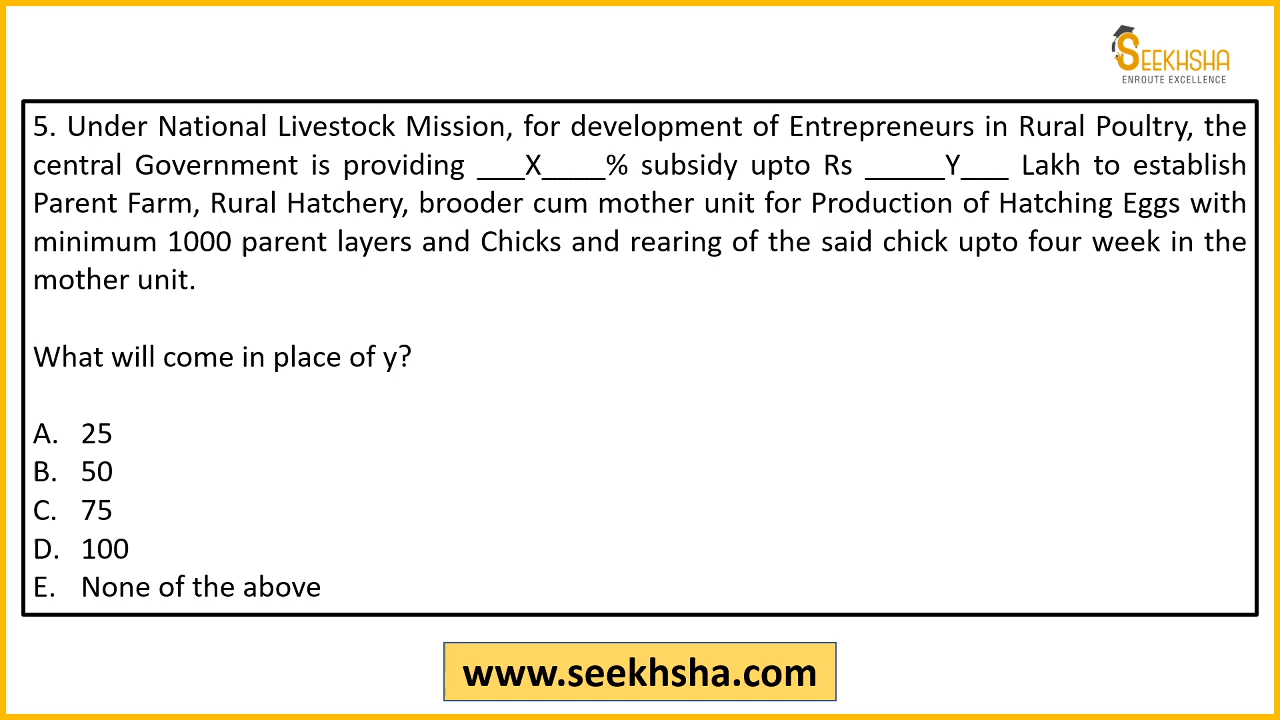 SEEKHSHA
ENROUTE EXCELLENCE
5. Under National Livestock Mission, for development of Entrepreneurs in Rural Poultry, the
central Government is providing ___X____% subsidy upto Rs _____Y___ Lakh to establish
Parent Farm, Rural Hatchery, brooder cum mother unit for Production of Hatching Eggs with
minimum 1000 parent layers and Chicks and rearing of the said chick upto four week in the
mother unit.
What will come in place of y?
A. 25
B. 50
C. 75
D. 100
E. None of the above
www.seekhsha.com